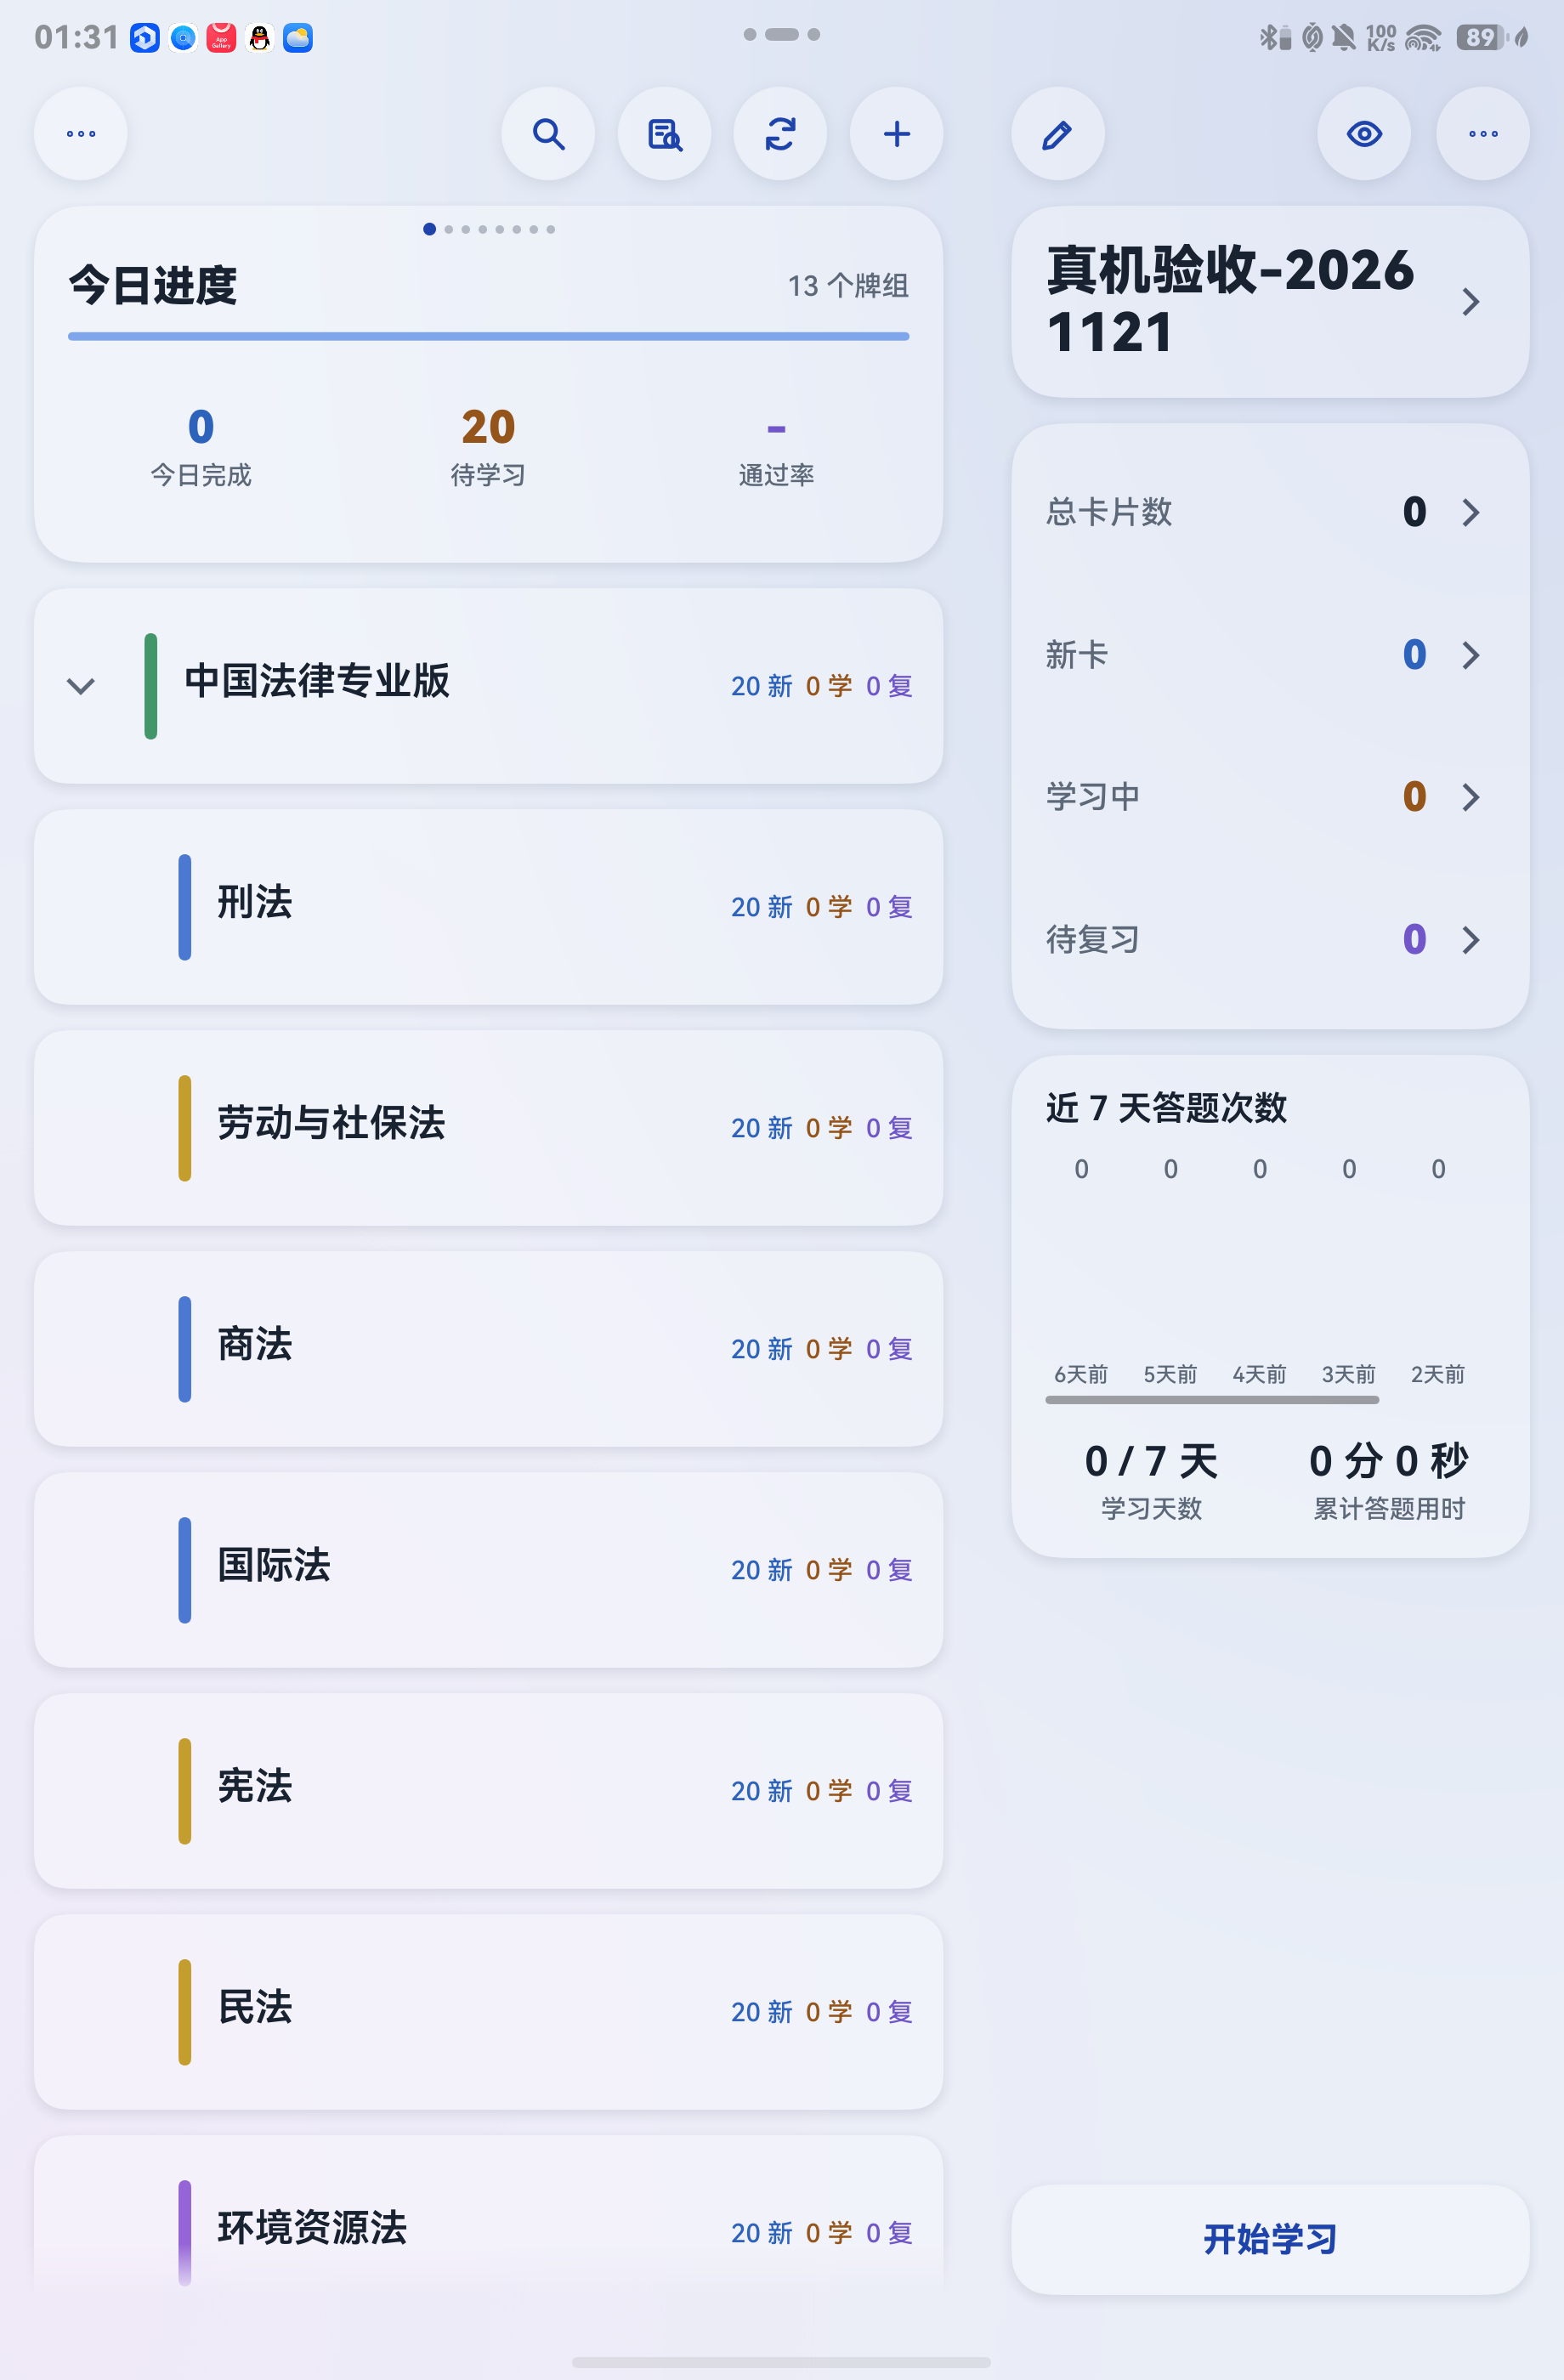 01:31
App
Gallery
100
K/s
89
今日进度
13 个牌组
0
20
-
今日完成
待学习
通过率
中国法律专业版
20 新 0 学 0 复
刑法
20 新 0 学 0 复
劳动与社保法
20 新 0 学 0 复
商法
20 新 0 学 0 复
国际法
20 新 0 学 0 复
宪法
20 新 0 学 0 复
民法
20 新 0 学 0 复
环境资源法
20 新 0 学 0 复
真机验收-2026
1121
总卡片数 0
新卡 0
学习中 0
待复习 0
近 7 天答题次数
0 0 0 0 0
6天前 5天前 4天前 3天前 2天前
0 / 7 天 0 分 0 秒
学习天数 累计答题用时
开始学习